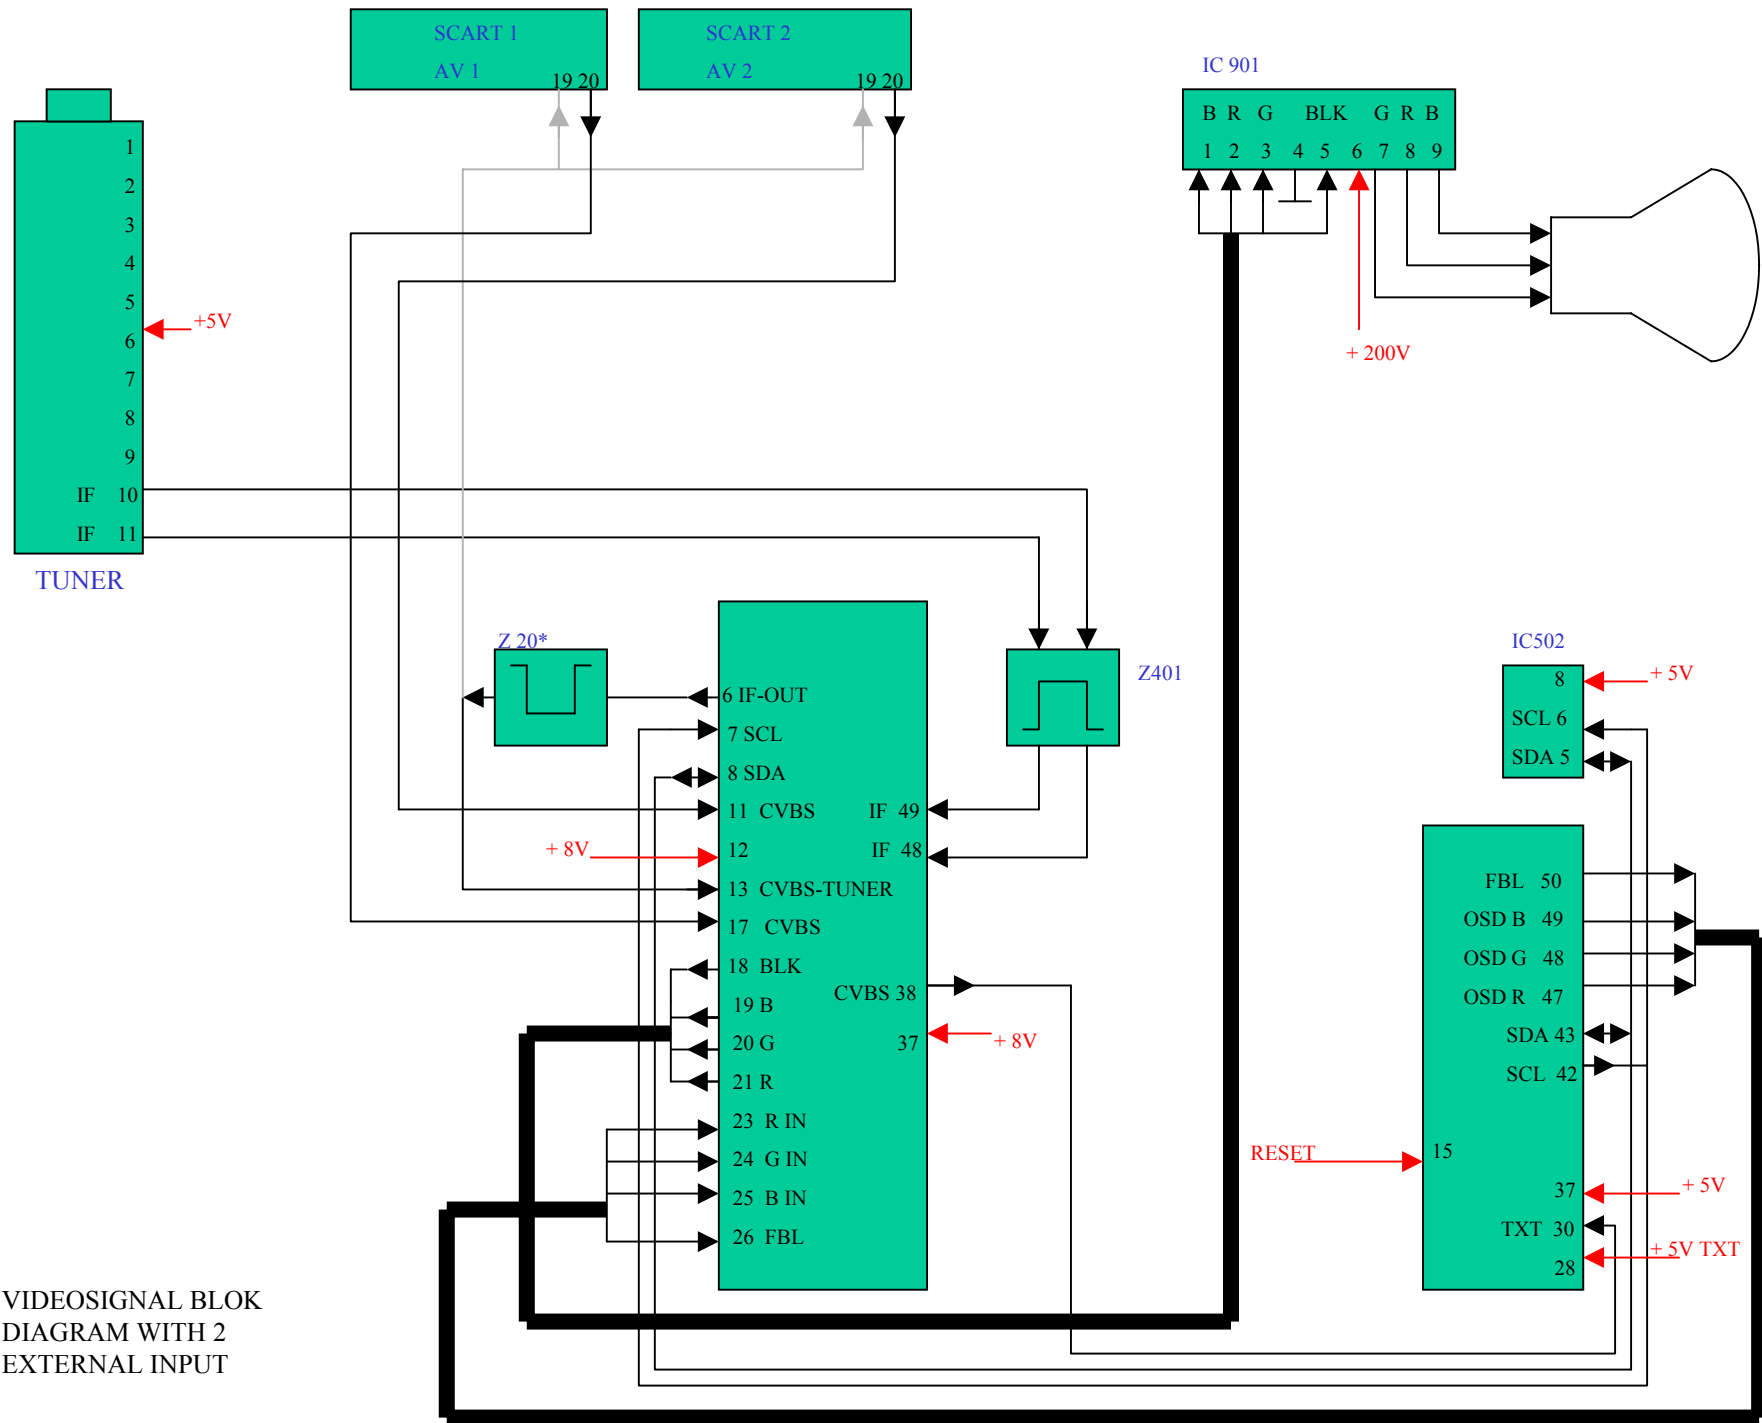 SCART 1
AV 1
19 20
SCART 2
AV 2
19 20
IC 901
B R G BLK G R B
1 2 3 4 5 6 7 8 9
+ 200V
1
2
3
4
5
+5V
6
7
8
9
IF 10
IF 11
TUNER
Z 20*
6 IF-OUT
7 SCL
8 SDA
11 CVBS
+ 8V
12
13 CVBS-TUNER
17 CVBS
18 BLK
19 B
20 G
21 R
23 R IN
24 G IN
25 B IN
26 FBL
IF 49
IF 48
CVBS 38
37
+ 8V
Z401
IC502
8
+ 5V
SCL 6
SDA 5
FBL 50
OSD B 49
OSD G 48
OSD R 47
SDA 43
SCL 42
RESET
15
37
+ 5V
TXT 30
+ 5V TXT
28
VIDEOSIGNAL BLOK
DIAGRAM WITH 2
EXTERNAL INPUT